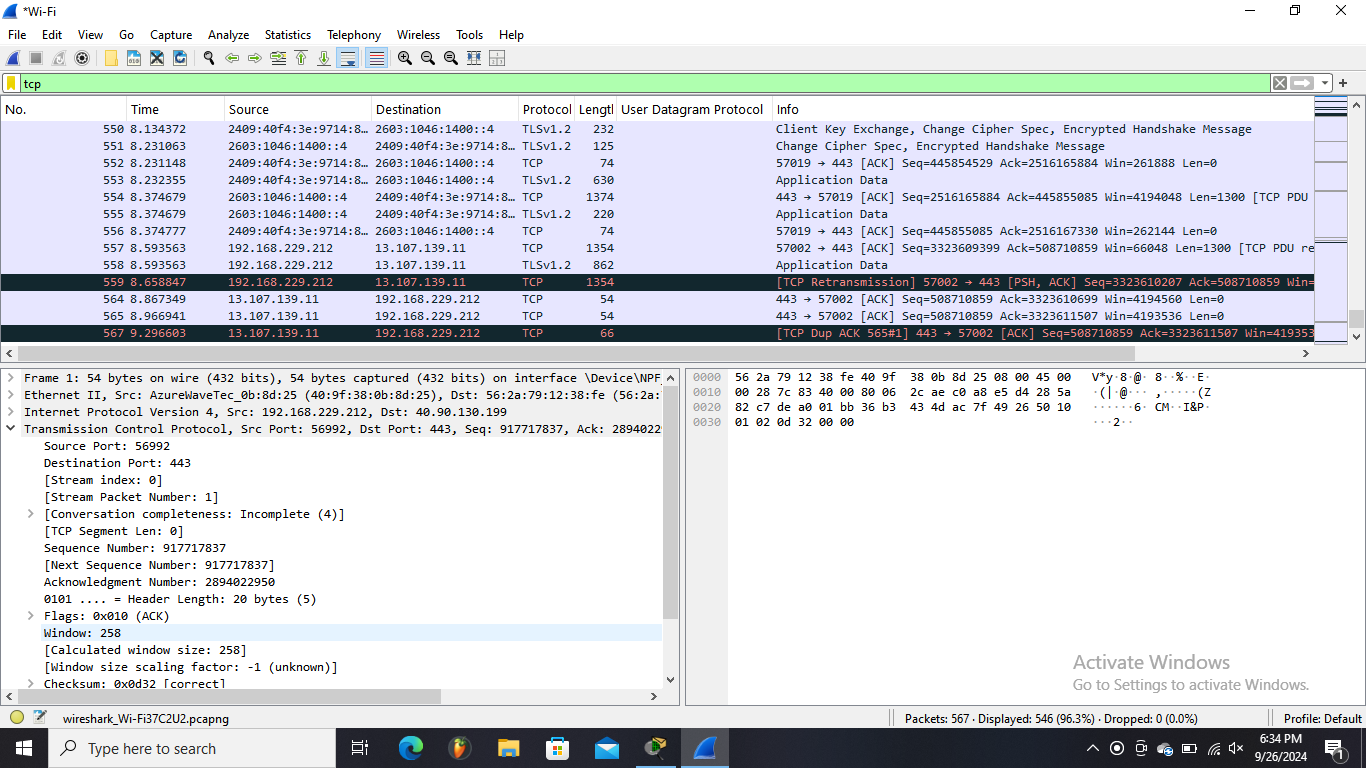 *Wi-Fi
File Edit View Go Capture Analyze Statistics Telephony Wireless Tools Help
tcp
No. Time Source Destination Protocol Lengtl User Datagram Protocol Info
550 8.134372 2409:40f4:3e:9714:8… 2603:1046:1400::4 TLSv1.2 232 Client Key Exchange, Change Cipher Spec, Encrypted Handshake Message
551 8.231063 2603:1046:1400::4 2409:40f4:3e:9714:8… TLSv1.2 125 Change Cipher Spec, Encrypted Handshake Message
552 8.231148 2409:40f4:3e:9714:8… 2603:1046:1400::4 TCP 74 57019 → 443 [ACK] Seq=445854529 Ack=2516165884 Win=261888 Len=0
553 8.232355 2409:40f4:3e:9714:8… 2603:1046:1400::4 TLSv1.2 630 Application Data
554 8.374679 2603:1046:1400::4 2409:40f4:3e:9714:8… TCP 1374 443 → 57019 [ACK] Seq=2516165884 Ack=445855085 Win=4194048 Len=1300 [TCP PDU
555 8.374679 2603:1046:1400::4 2409:40f4:3e:9714:8… TLSv1.2 220 Application Data
556 8.374777 2409:40f4:3e:9714:8… 2603:1046:1400::4 TCP 74 57019 → 443 [ACK] Seq=445855085 Ack=2516167330 Win=262144 Len=0
557 8.593563 192.168.229.212 13.107.139.11 TCP 1354 57002 → 443 [ACK] Seq=3323609399 Ack=508710859 Win=66048 Len=1300 [TCP PDU re
558 8.593563 192.168.229.212 13.107.139.11 TLSv1.2 862 Application Data
559 8.658847 192.168.229.212 13.107.139.11 TCP 1354 [TCP Retransmission] 57002 → 443 [PSH, ACK] Seq=3323610207 Ack=508710859 Win=
564 8.867349 13.107.139.11 192.168.229.212 TCP 54 443 → 57002 [ACK] Seq=508710859 Ack=3323610699 Win=4194560 Len=0
565 8.966941 13.107.139.11 192.168.229.212 TCP 54 443 → 57002 [ACK] Seq=508710859 Ack=3323611507 Win=4193536 Len=0
567 9.296603 13.107.139.11 192.168.229.212 TCP 66 [TCP Dup ACK 565#1] 443 → 57002 [ACK] Seq=508710859 Ack=3323611507 Win=419353
Frame 1: 54 bytes on wire (432 bits), 54 bytes captured (432 bits) on interface \Device\NPF_
Ethernet II, Src: AzureWaveTec_0b:8d:25 (40:9f:38:0b:8d:25), Dst: 56:2a:79:12:38:fe (56:2a:
Internet Protocol Version 4, Src: 192.168.229.212, Dst: 40.90.130.199
Transmission Control Protocol, Src Port: 56992, Dst Port: 443, Seq: 917717837, Ack: 28940229
Source Port: 56992
Destination Port: 443
[Stream index: 0]
[Stream Packet Number: 1]
[Conversation completeness: Incomplete (4)]
[TCP Segment Len: 0]
Sequence Number: 917717837
[Next Sequence Number: 917717837]
Acknowledgment Number: 2894022950
0101 .... = Header Length: 20 bytes (5)
Flags: 0x010 (ACK)
Window: 258
[Calculated window size: 258]
[Window size scaling factor: -1 (unknown)]
Checksum: 0x0d32 [correct]
0000 56 2a 79 12 38 fe 40 9f 38 0b 8d 25 08 00 45 00 V*y·8·@· 8··%··E·
0010 00 28 7c 83 40 00 80 06 2c ae c0 a8 e5 d4 28 5a ·(|·@··· ,·····(Z
0020 82 c7 de a0 01 bb 36 b3 43 4d ac 7f 49 26 50 10 ······6· CM··I&P·
0030 01 02 0d 32 00 00 ···2··
Activate Windows
Go to Settings to activate Windows.
wireshark_Wi-Fi37C2U2.pcapng
Packets: 567 · Displayed: 546 (96.3%) · Dropped: 0 (0.0%)
Profile: Default
Type here to search
6:34 PM
9/26/2024
1